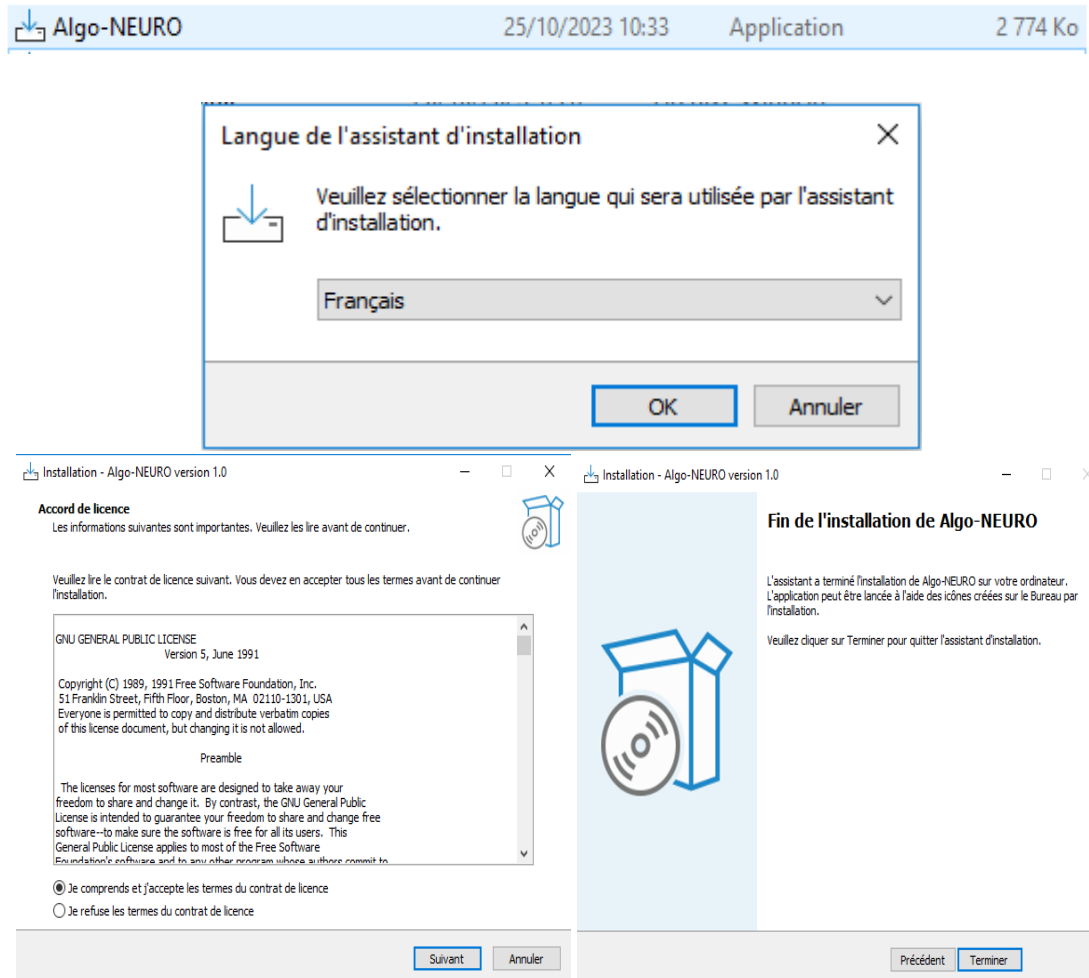 Algo-NEURO 25/10/2023 10:33 Application 2 774 Ko
Langue de l'assistant d'installation
Veuillez sélectionner la langue qui sera utilisée par l'assistant
d'installation.
Français
OK Annuler
Installation - Algo-NEURO version 1.0
Accord de licence
Les informations suivantes sont importantes. Veuillez les lire avant de continuer.
Veuillez lire le contrat de licence suivant. Vous devez en accepter tous les termes avant de continuer
l'installation.
GNU GENERAL PUBLIC LICENSE
Version 5, June 1991
Copyright (C) 1989, 1991 Free Software Foundation, Inc.
51 Franklin Street, Fifth Floor, Boston, MA 02110-1301, USA
Everyone is permitted to copy and distribute verbatim copies
of this license document, but changing it is not allowed.
Preamble
The licenses for most software are designed to take away your
freedom to share and change it. By contrast, the GNU General Public
License is intended to guarantee your freedom to share and change free
software--to make sure the software is free for all its users. This
General Public License applies to most of the Free Software
Foundation's software and to any other program whose authors commit to
Je comprends et j'accepte les termes du contrat de licence
Je refuse les termes du contrat de licence
Suivant Annuler
Installation - Algo-NEURO version 1.0
Fin de l'installation de Algo-NEURO
L'assistant a terminé l'installation de Algo-NEURO sur votre ordinateur.
L'application peut être lancée à l'aide des icônes créées sur le Bureau par
l'installation.
Veuillez cliquer sur Terminer pour quitter l'assistant d'installation.
Précédent Terminer